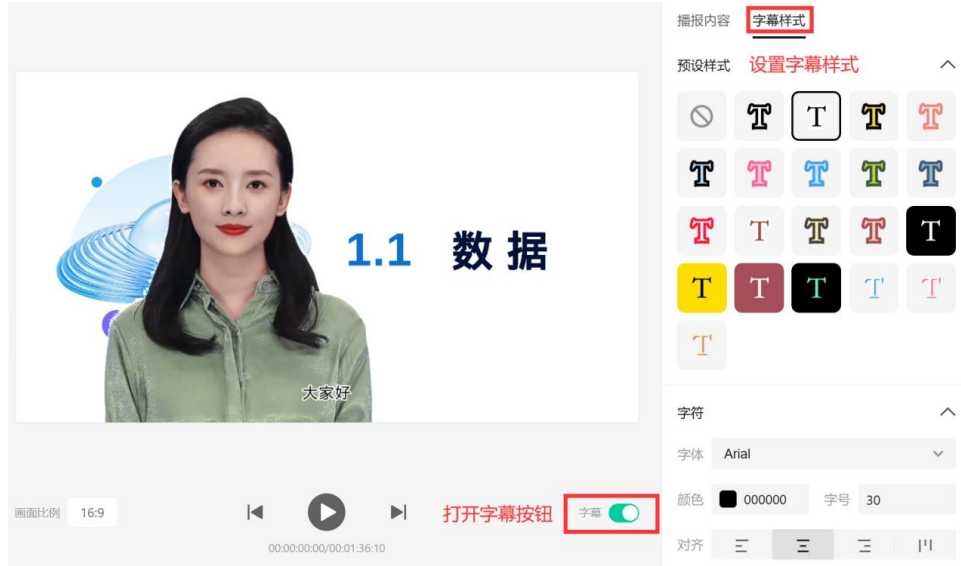 播报内容 字幕样式
预设样式 设置字幕样式
T T T T
T T T T T
T T T T T
T T T T' T'
T'
1.1 数据
大家好
字符
字体 Arial
颜色 000000 字号 30
对齐
画面比例 16:9
打开字幕按钮 字幕
00:00:00:00/00:01:36:10